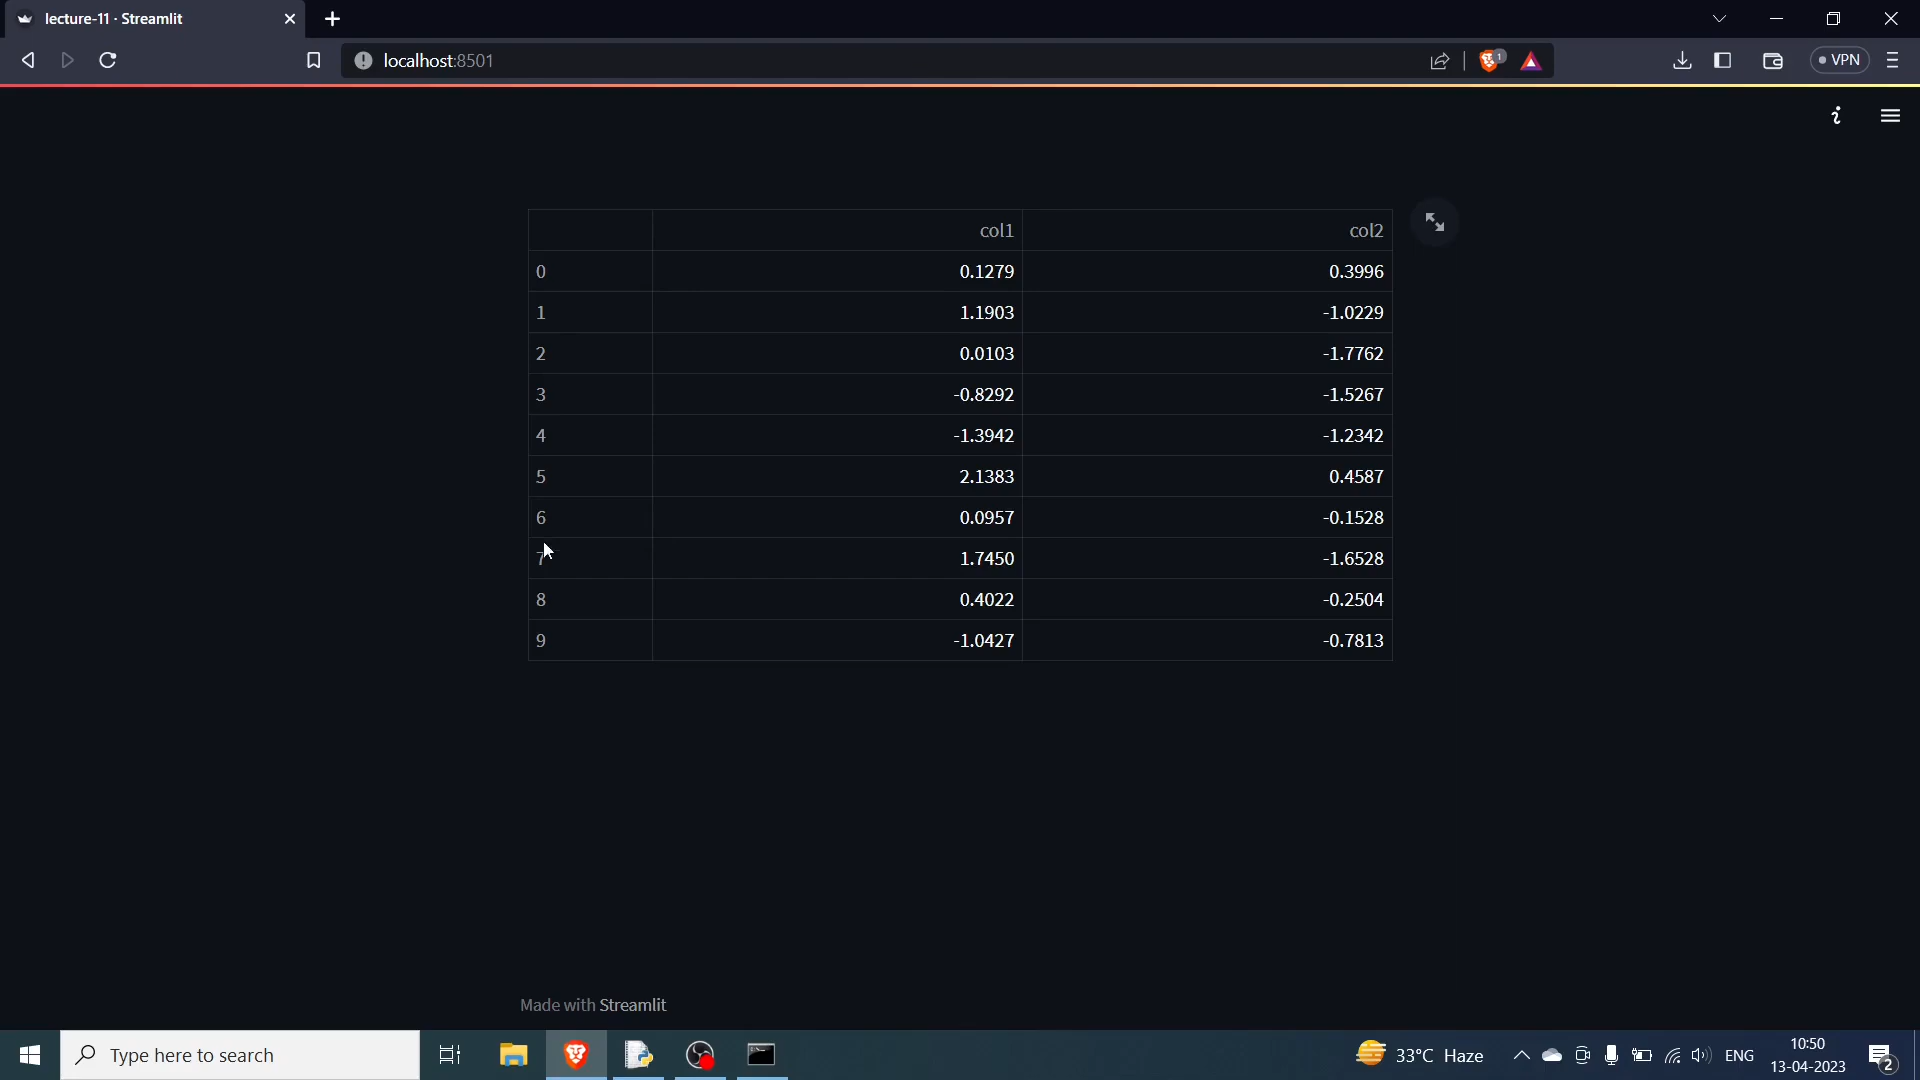 lecture-11 · Streamlit
localhost:8501
1
VPN
col1 col2
0 0.1279 0.3996
1 1.1903 -1.0229
2 0.0103 -1.7762
3 -0.8292 -1.5267
4 -1.3942 -1.2342
5 2.1383 0.4587
6 0.0957 -0.1528
7 1.7450 -1.6528
8 0.4022 -0.2504
9 -1.0427 -0.7813
Made with Streamlit
Type here to search
33°C Haze
ENG
10:50
13-04-2023
2